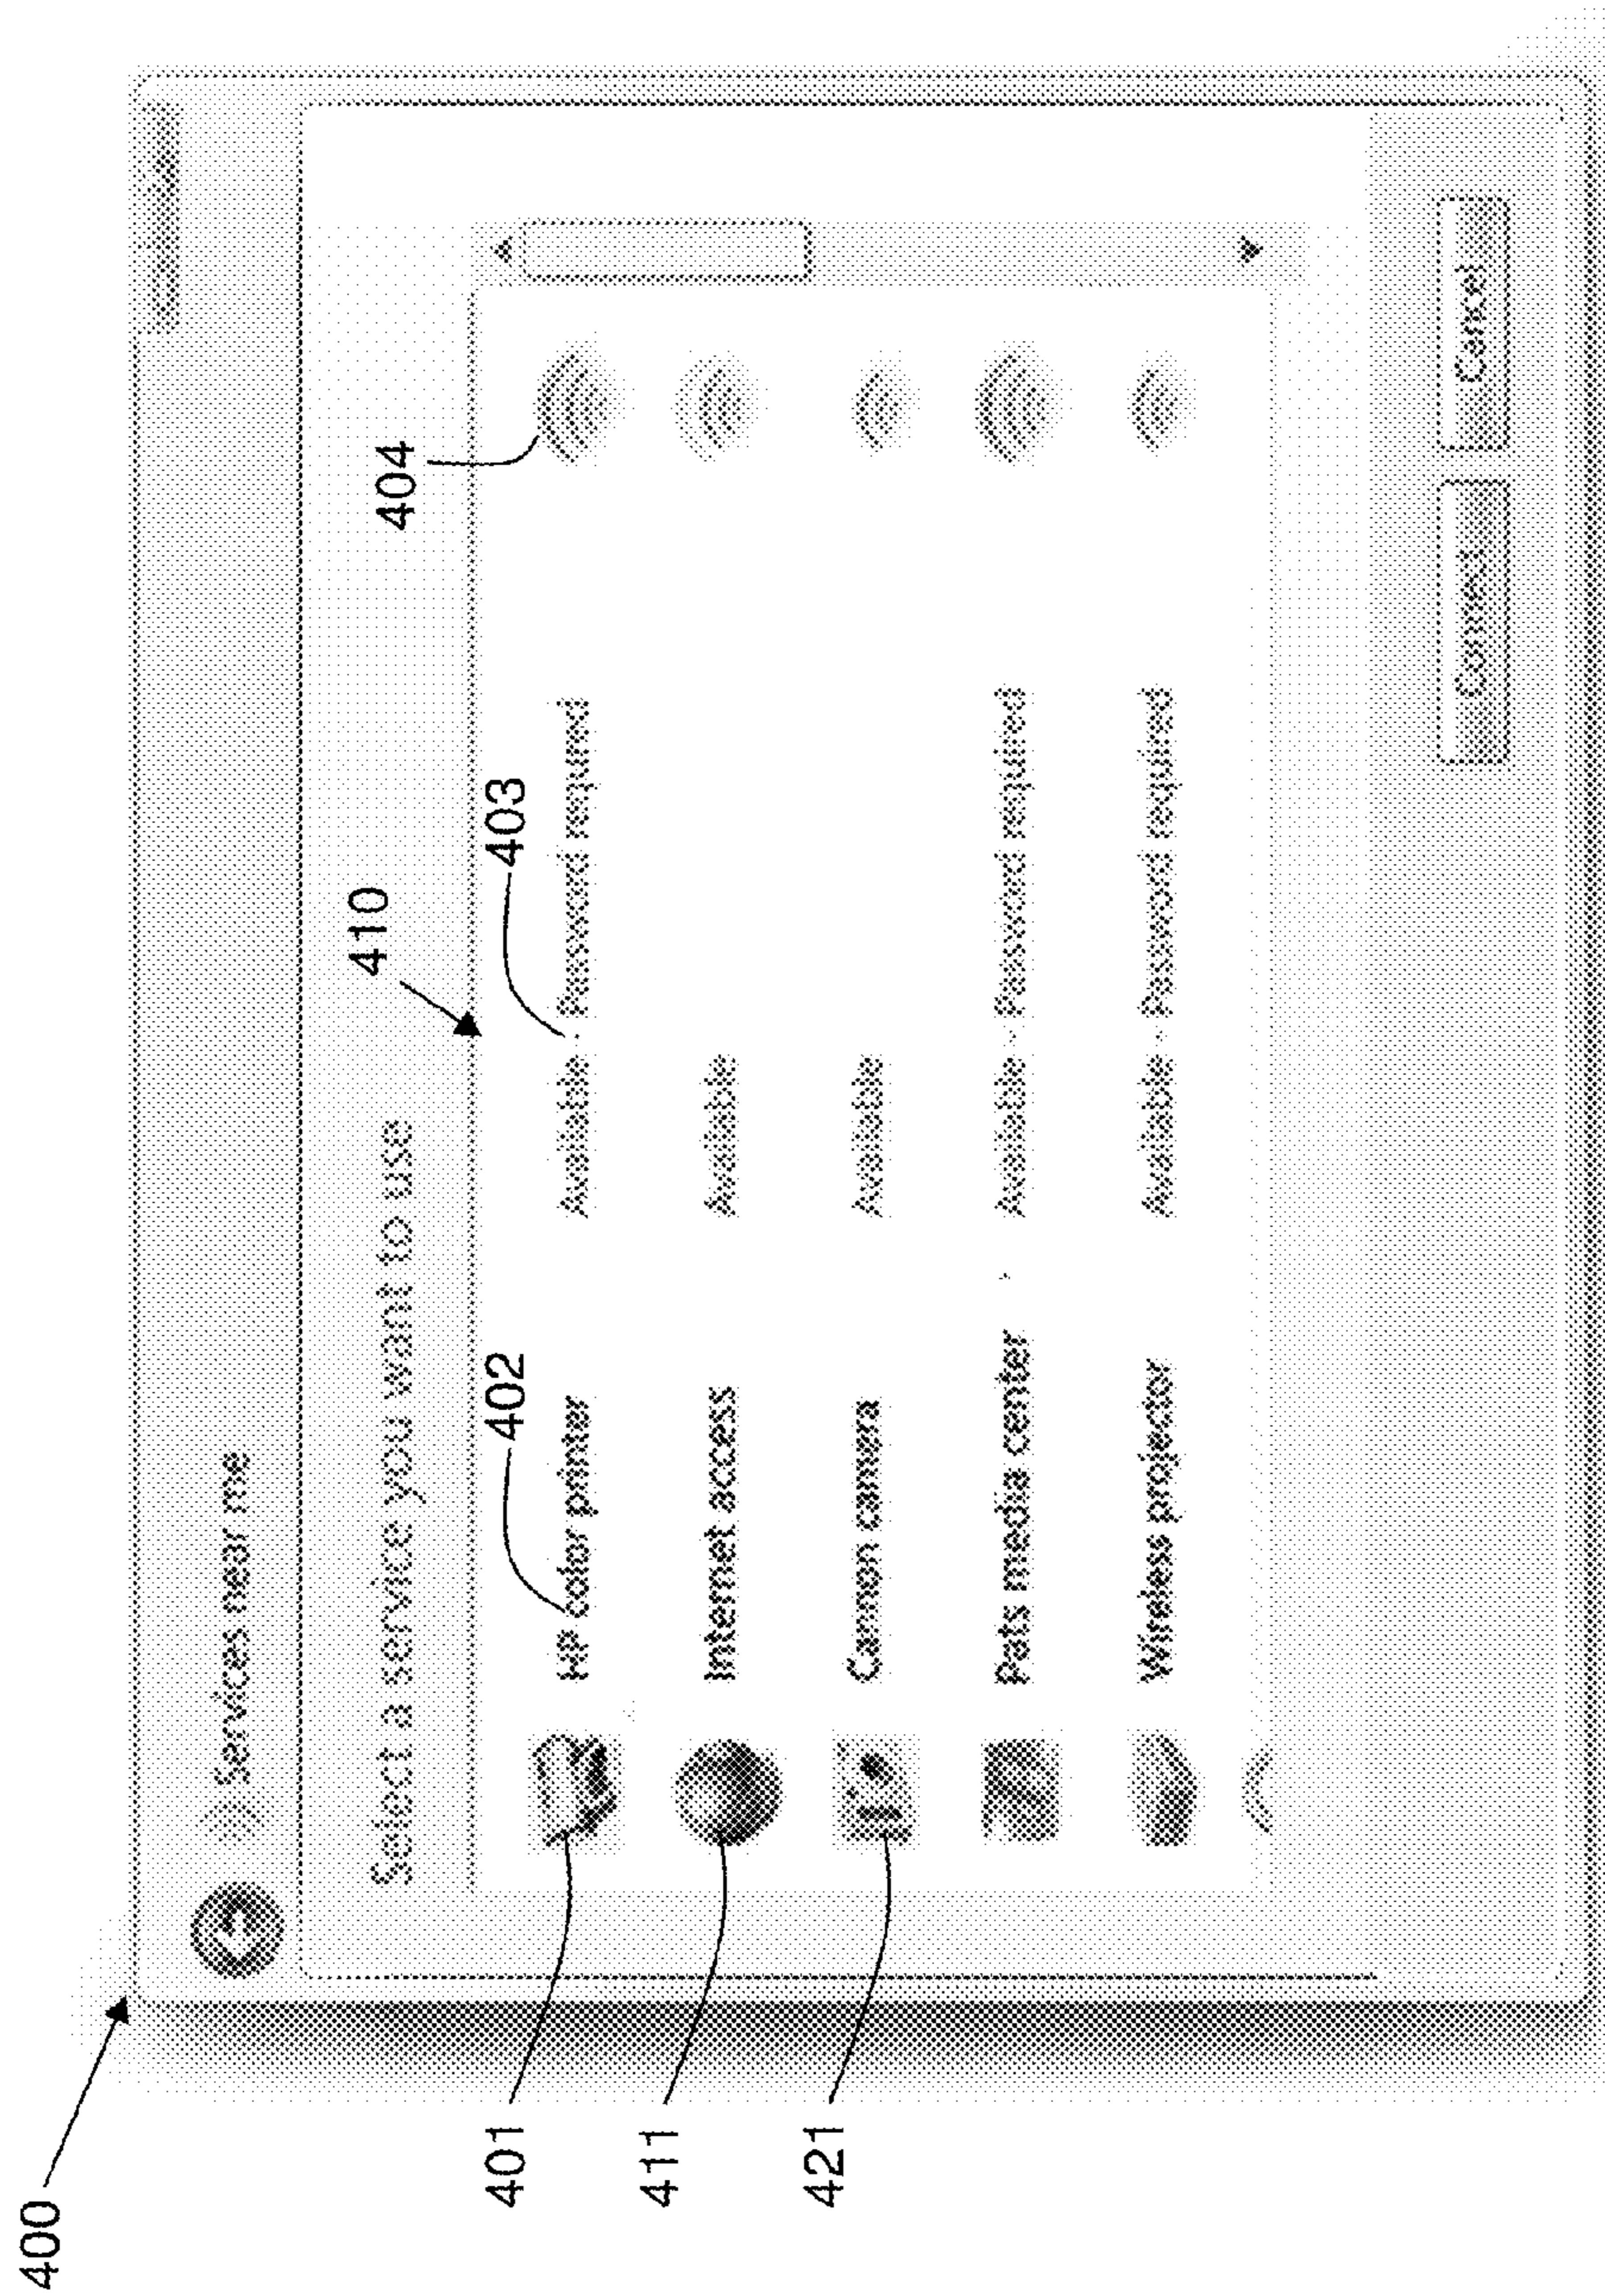 400
Services near me
Select a service you want to use
410
404
402
403
401
HP color printer Available - Password required
411
Internet access Available
421
Cannon camera Available
Pats media center Available - Password required
Wireless projector Available - Password required
Connect Cancel